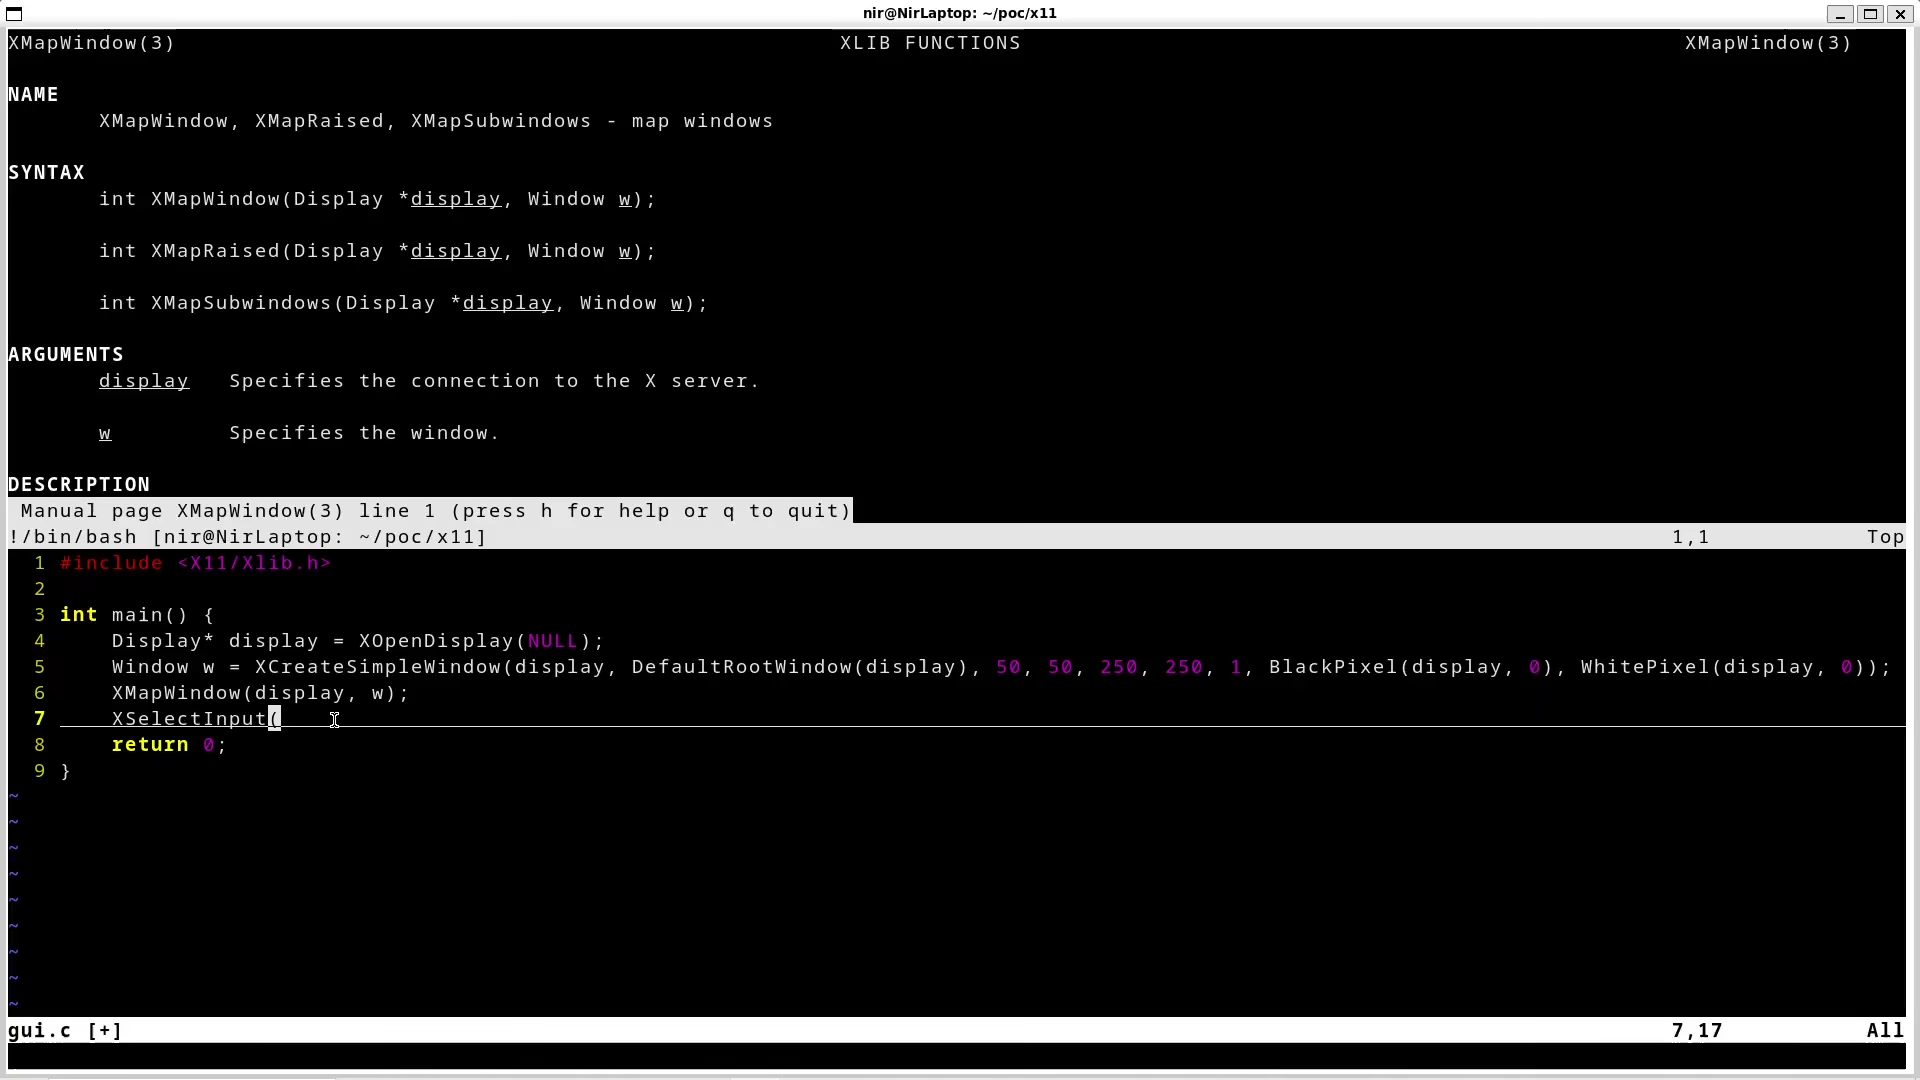 nir@NirLaptop: ~/poc/x11
XMapWindow(3) XLIB FUNCTIONS XMapWindow(3)
NAME
XMapWindow, XMapRaised, XMapSubwindows - map windows
SYNTAX
int XMapWindow(Display *display, Window w);
int XMapRaised(Display *display, Window w);
int XMapSubwindows(Display *display, Window w);
ARGUMENTS
display Specifies the connection to the X server.
w Specifies the window.
DESCRIPTION
Manual page XMapWindow(3) line 1 (press h for help or q to quit)
!/bin/bash [nir@NirLaptop: ~/poc/x11] 1,1 Top
1 #include <X11/Xlib.h>
2
3 int main() {
4 Display* display = XOpenDisplay(NULL);
5 Window w = XCreateSimpleWindow(display, DefaultRootWindow(display), 50, 50, 250, 250, 1, BlackPixel(display, 0), WhitePixel(display, 0));
6 XMapWindow(display, w);
7 XSelectInput(
8 return 0;
9 }
~
~
~
~
~
~
~
~
~
gui.c [+] 7,17 All